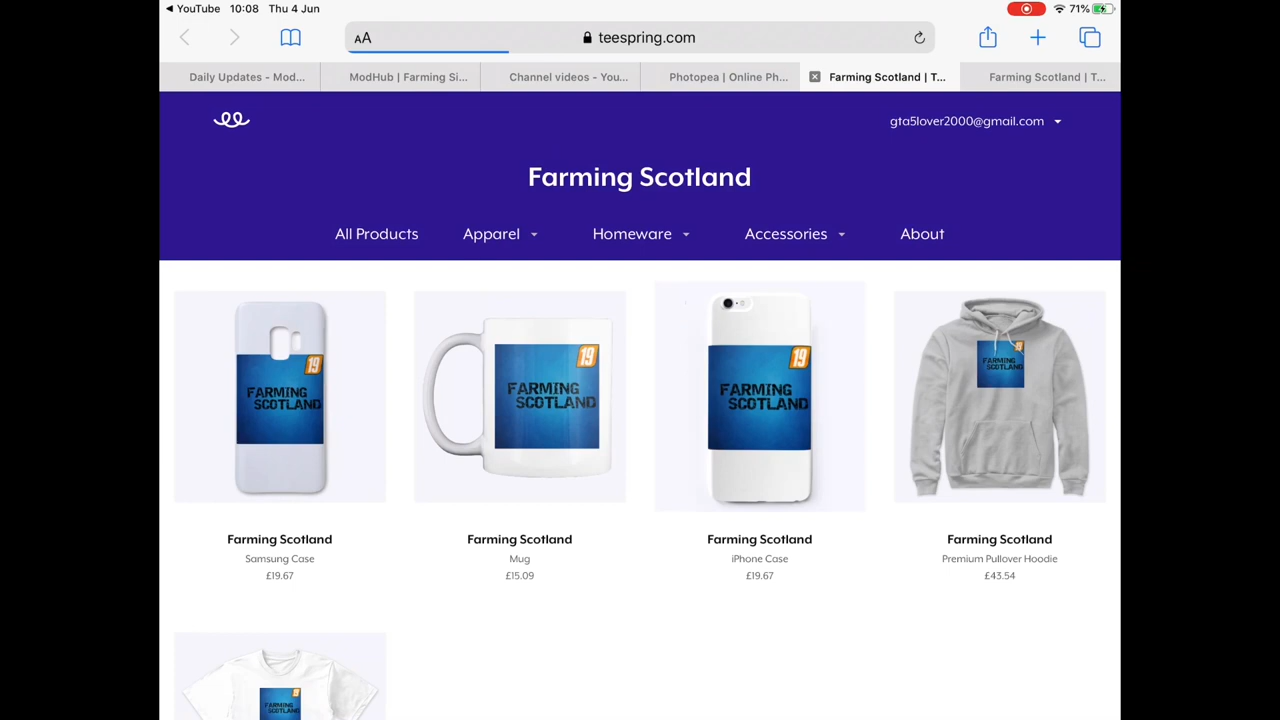 YouTube 10:08 Thu 4 Jun 71%
AA teespring.com
Daily Updates - Mod... ModHub | Farming Si... Channel videos - You... Photopea | Online Ph... Farming Scotland | T... Farming Scotland | T...
gta5lover2000@gmail.com
Farming Scotland
All Products Apparel Homeware Accessories About
19
FARMING
SCOTLAND
19
FARMING
SCOTLAND
19
FARMING
SCOTLAND
19
FARMING
SCOTLAND
Farming Scotland Farming Scotland Farming Scotland Farming Scotland
Samsung Case Mug iPhone Case Premium Pullover Hoodie
£19.67 £15.09 £19.67 £43.54
19
FARMING
SCOTLAND